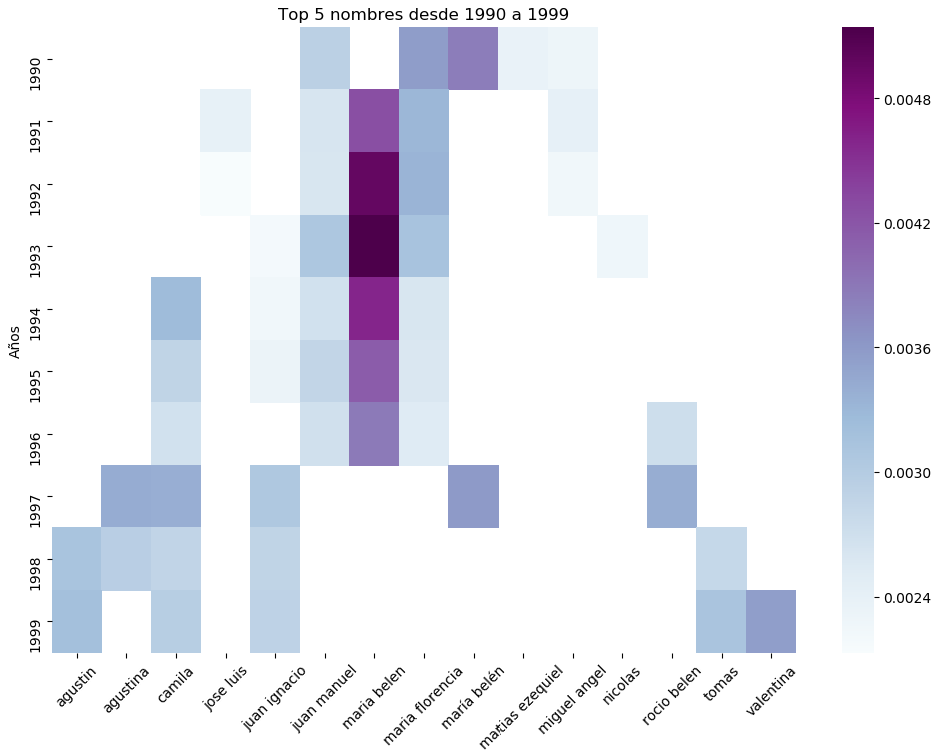 Top 5 nombres desde 1990 a 1999
Años
1990
1991
1992
1993
1994
1995
1996
1997
1998
1999
agustin
agustina
camila
jose luis
juan ignacio
juan manuel
maria belen
maria florencia
maría belén
matias ezequiel
miguel angel
nicolas
rocio belen
tomas
valentina
0.0048
0.0042
0.0036
0.0030
0.0024